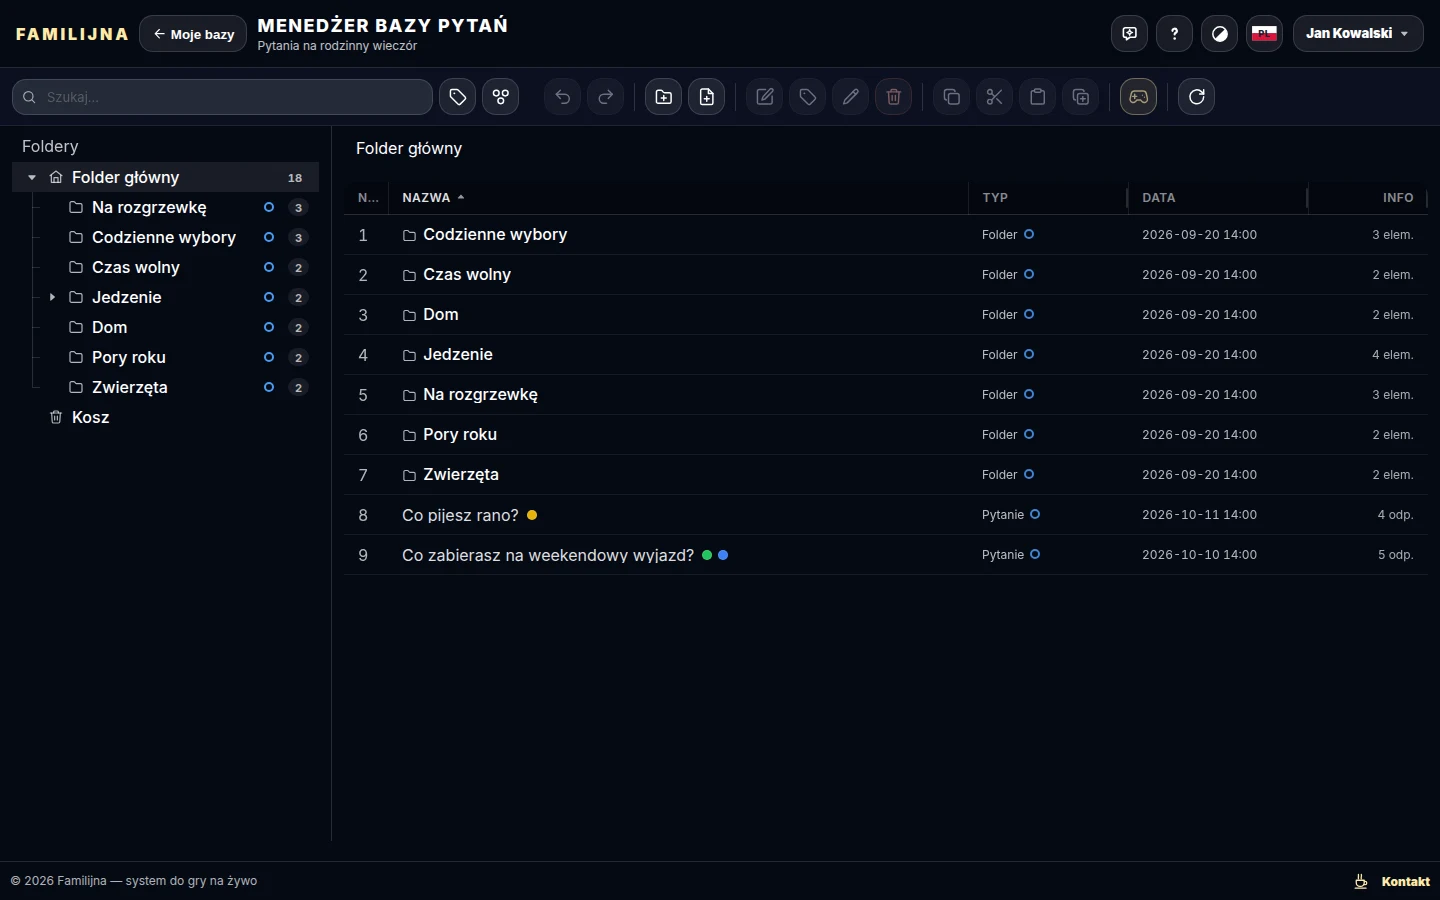 FAMILIJNA
Moje bazy
MENEDŻER BAZY PYTAŃ
Pytania na rodzinny wieczór
?
PL
Jan Kowalski
Szukaj...
Foldery
Folder główny 18
Na rozgrzewkę 3
Codzienne wybory 3
Czas wolny 2
Jedzenie 2
Dom 2
Pory roku 2
Zwierzęta 2
Kosz
Folder główny
N... NAZWA TYP DATA INFO
1 Codzienne wybory Folder 2026-09-20 14:00 3 elem.
2 Czas wolny Folder 2026-09-20 14:00 2 elem.
3 Dom Folder 2026-09-20 14:00 2 elem.
4 Jedzenie Folder 2026-09-20 14:00 4 elem.
5 Na rozgrzewkę Folder 2026-09-20 14:00 3 elem.
6 Pory roku Folder 2026-09-20 14:00 2 elem.
7 Zwierzęta Folder 2026-09-20 14:00 2 elem.
8 Co pijesz rano? Pytanie 2026-10-11 14:00 4 odp.
9 Co zabierasz na weekendowy wyjazd? Pytanie 2026-10-10 14:00 5 odp.
© 2026 Familijna — system do gry na żywo
Kontakt